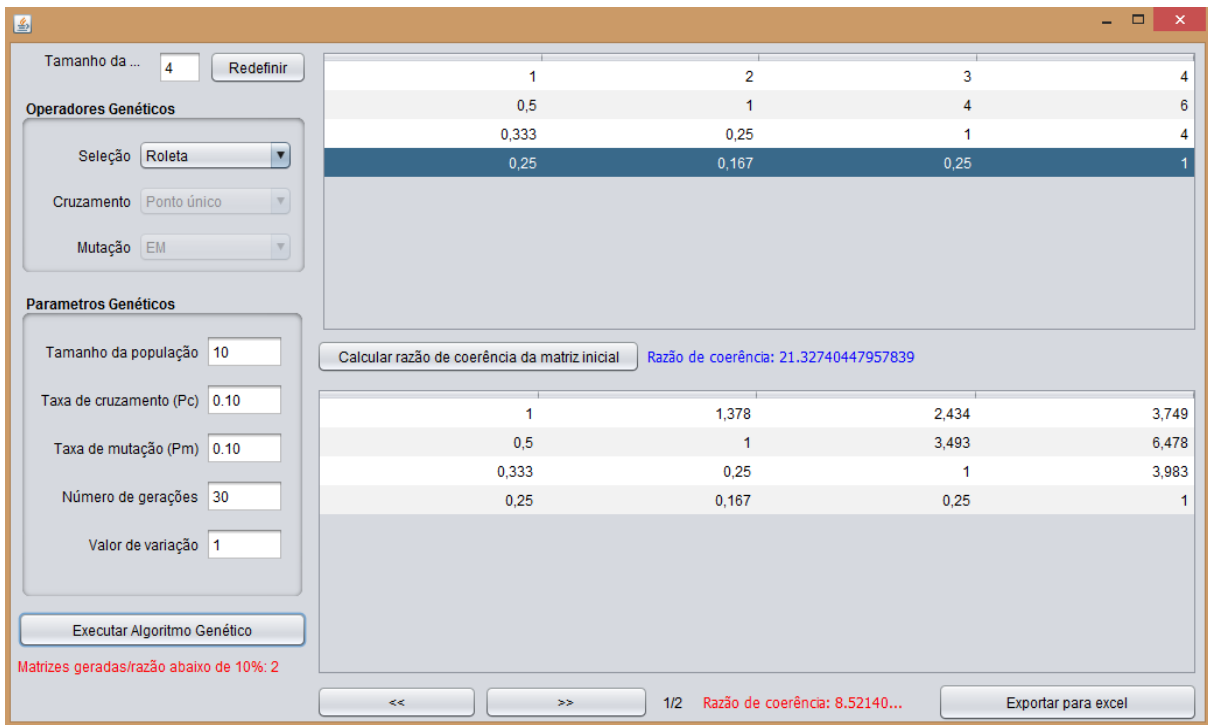 Tamanho da ... 4 Redefinir
Operadores Genéticos
Seleção Roleta
Cruzamento Ponto único
Mutação EM
Parametros Genéticos
Tamanho da população 10
Taxa de cruzamento (Pc) 0.10
Taxa de mutação (Pm) 0.10
Número de gerações 30
Valor de variação 1
Executar Algoritmo Genético
Matrizes geradas/razão abaixo de 10%: 2
1 2 3 4
0,5 1 4 6
0,333 0,25 1 4
0,25 0,167 0,25 1
Calcular razão de coerência da matriz inicial Razão de coerência: 21.32740447957839
1 1,378 2,434 3,749
0,5 1 3,493 6,478
0,333 0,25 1 3,983
0,25 0,167 0,25 1
<< >> 1/2 Razão de coerência: 8.52140... Exportar para excel